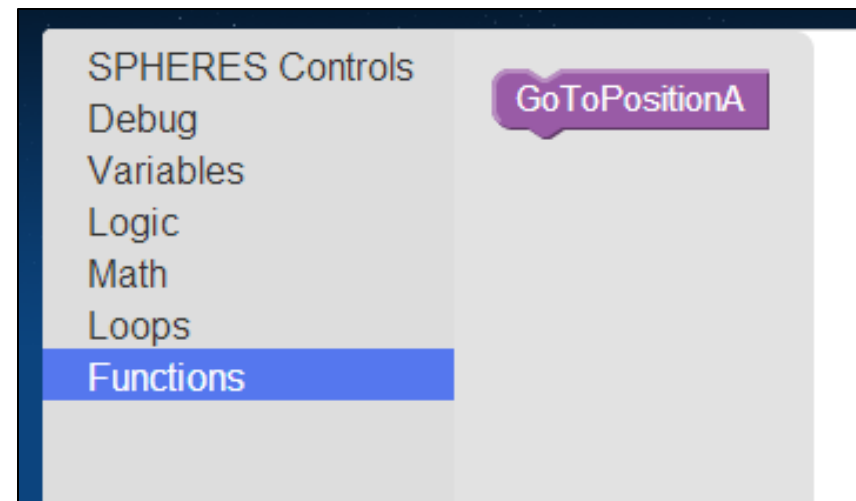 SPHERES Controls
Debug
Variables
Logic
Math
Loops
Functions
GoToPositionA